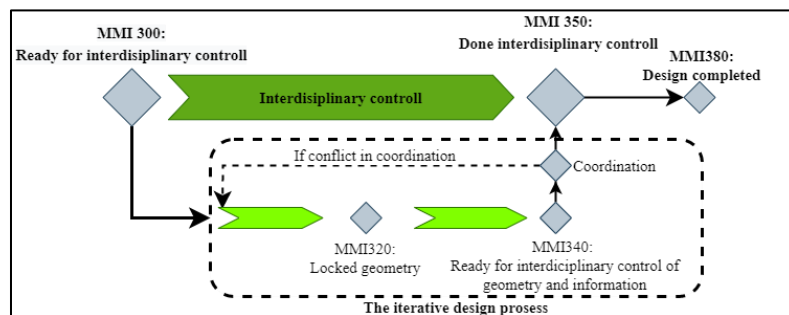 MMI 300:
Ready for interdisiplinary controll
MMI 350:
Done interdisiplinary controll
MMI380:
Design completed
Interdisiplinary controll
If conflict in coordination
Coordination
MMI320:
Locked geometry
MMI340:
Ready for interdiciplinary control of
geometry and information
The iterative design prosess